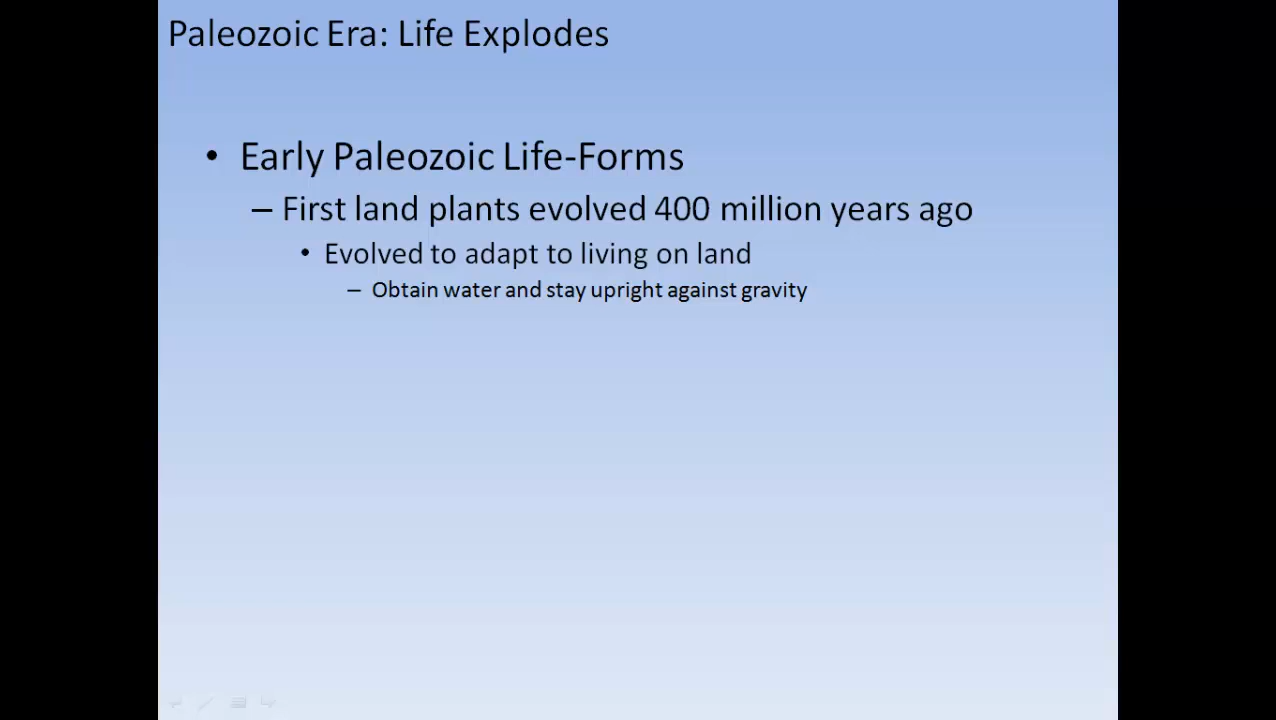 Paleozoic Era: Life Explodes
• Early Paleozoic Life-Forms
– First land plants evolved 400 million years ago
• Evolved to adapt to living on land
– Obtain water and stay upright against gravity